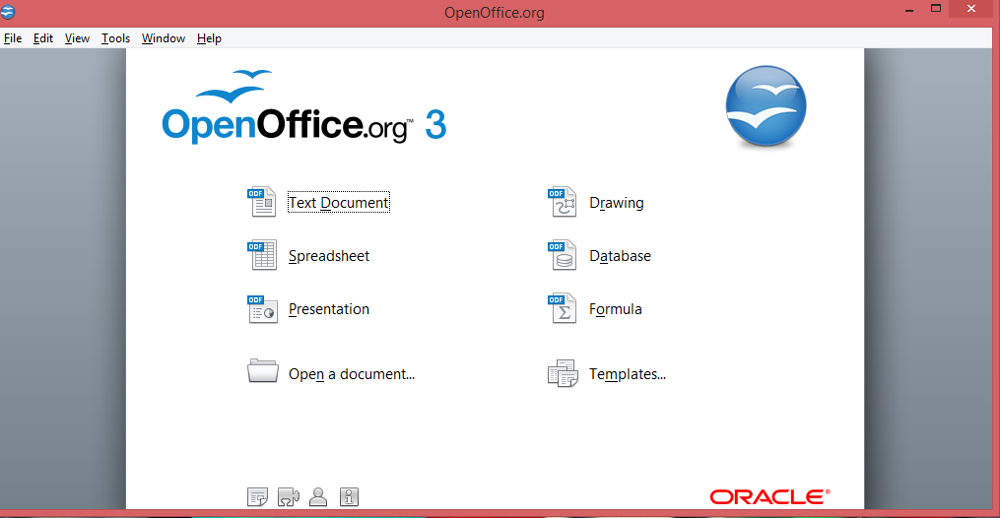 OpenOffice.org
File Edit View Tools Window Help
OpenOffice.org™ 3
ODF Text Document
ODF Drawing
ODF Spreadsheet
ODF Database
ODF Presentation
ODF Formula
Open a document...
Templates...
ORACLE®